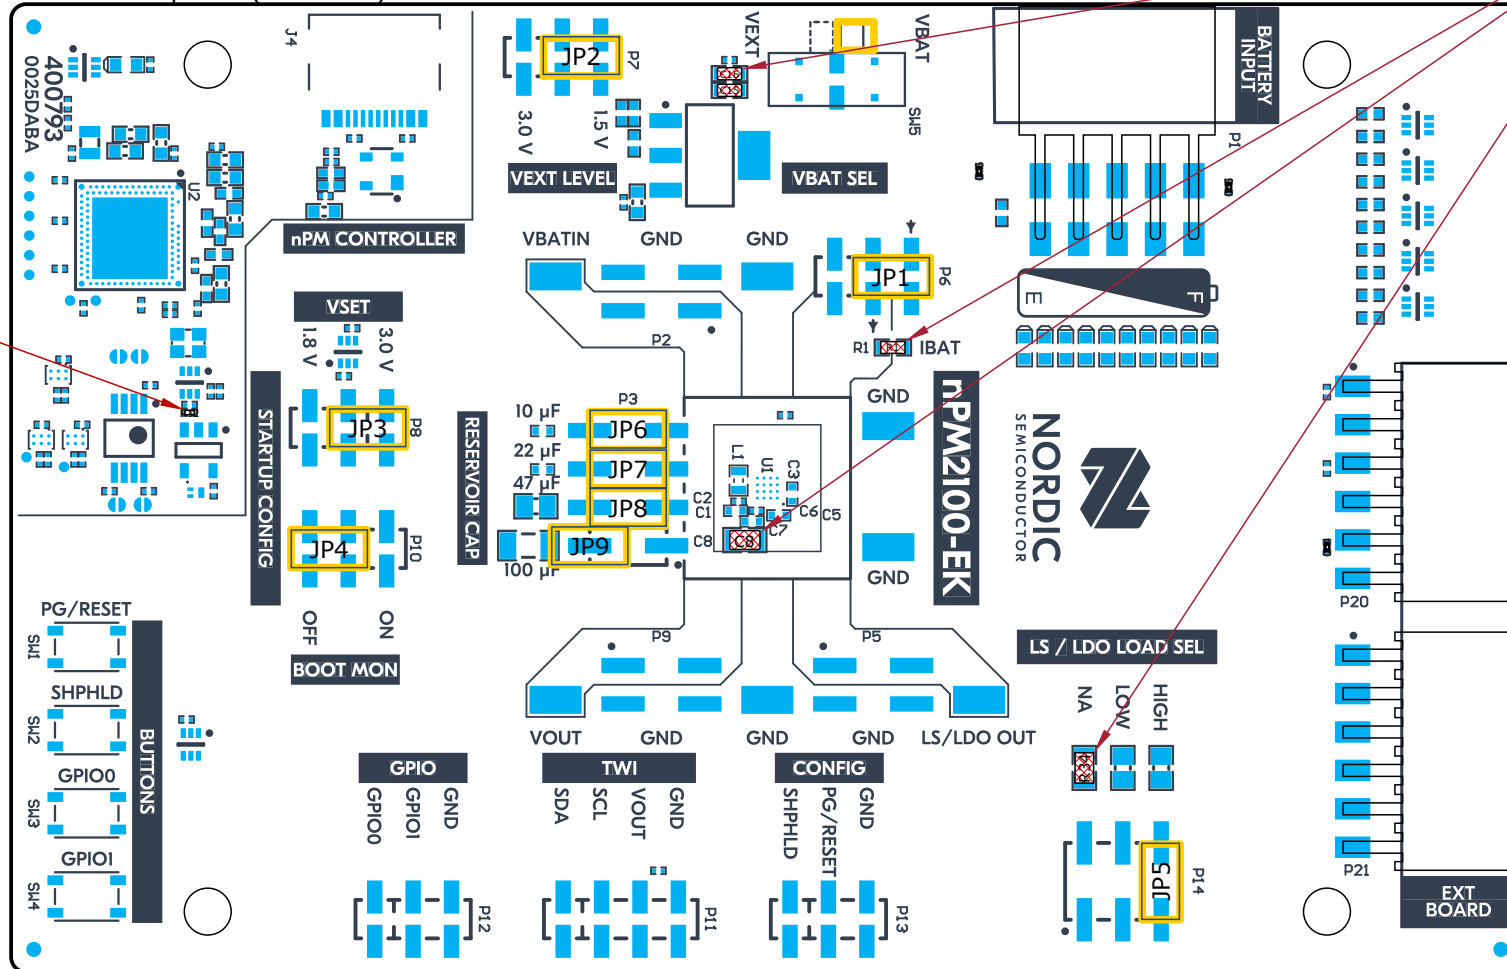 J4
VEXT
VBAT
BATTERY
INPUT
JP2
P7
C16
C15
400793
0025DABA
3.0 V
1.5 V
SW5
P1
VEXT LEVEL
VBAT SEL
U2
nPM CONTROLLER
VBATIN
GND
GND
JP1
P6
E
F
VSET
1.8 V
3.0 V
P2
R1
IBAT
GND
nPM2100-EK
NORDIC
SEMICONDUCTOR
STARTUP CONFIG
JP3
P8
RESERVOIR CAP
10 µF
22 µF
47 µF
100 µF
P3
JP6
JP7
JP8
JP9
L1
U1
C3
C2
C1
C6
C5
C7
C8
C8
GND
JP4
P10
OFF
ON
BOOT MON
P20
PG/RESET
SW1
SHPHLD
SW2
GPIO0
SW3
GPIO1
SW4
BUTTONS
P9
P5
LS / LDO LOAD SEL
NA
LOW
HIGH
VOUT
GND
GND
GND
LS/LDO OUT
GPIO
TWI
CONFIG
GPIO0
GPIO1
GND
SDA
SCL
VOUT
GND
SHPHLD
PG/RESET
GND
P12
P11
P13
JP5
P14
P21
EXT
BOARD